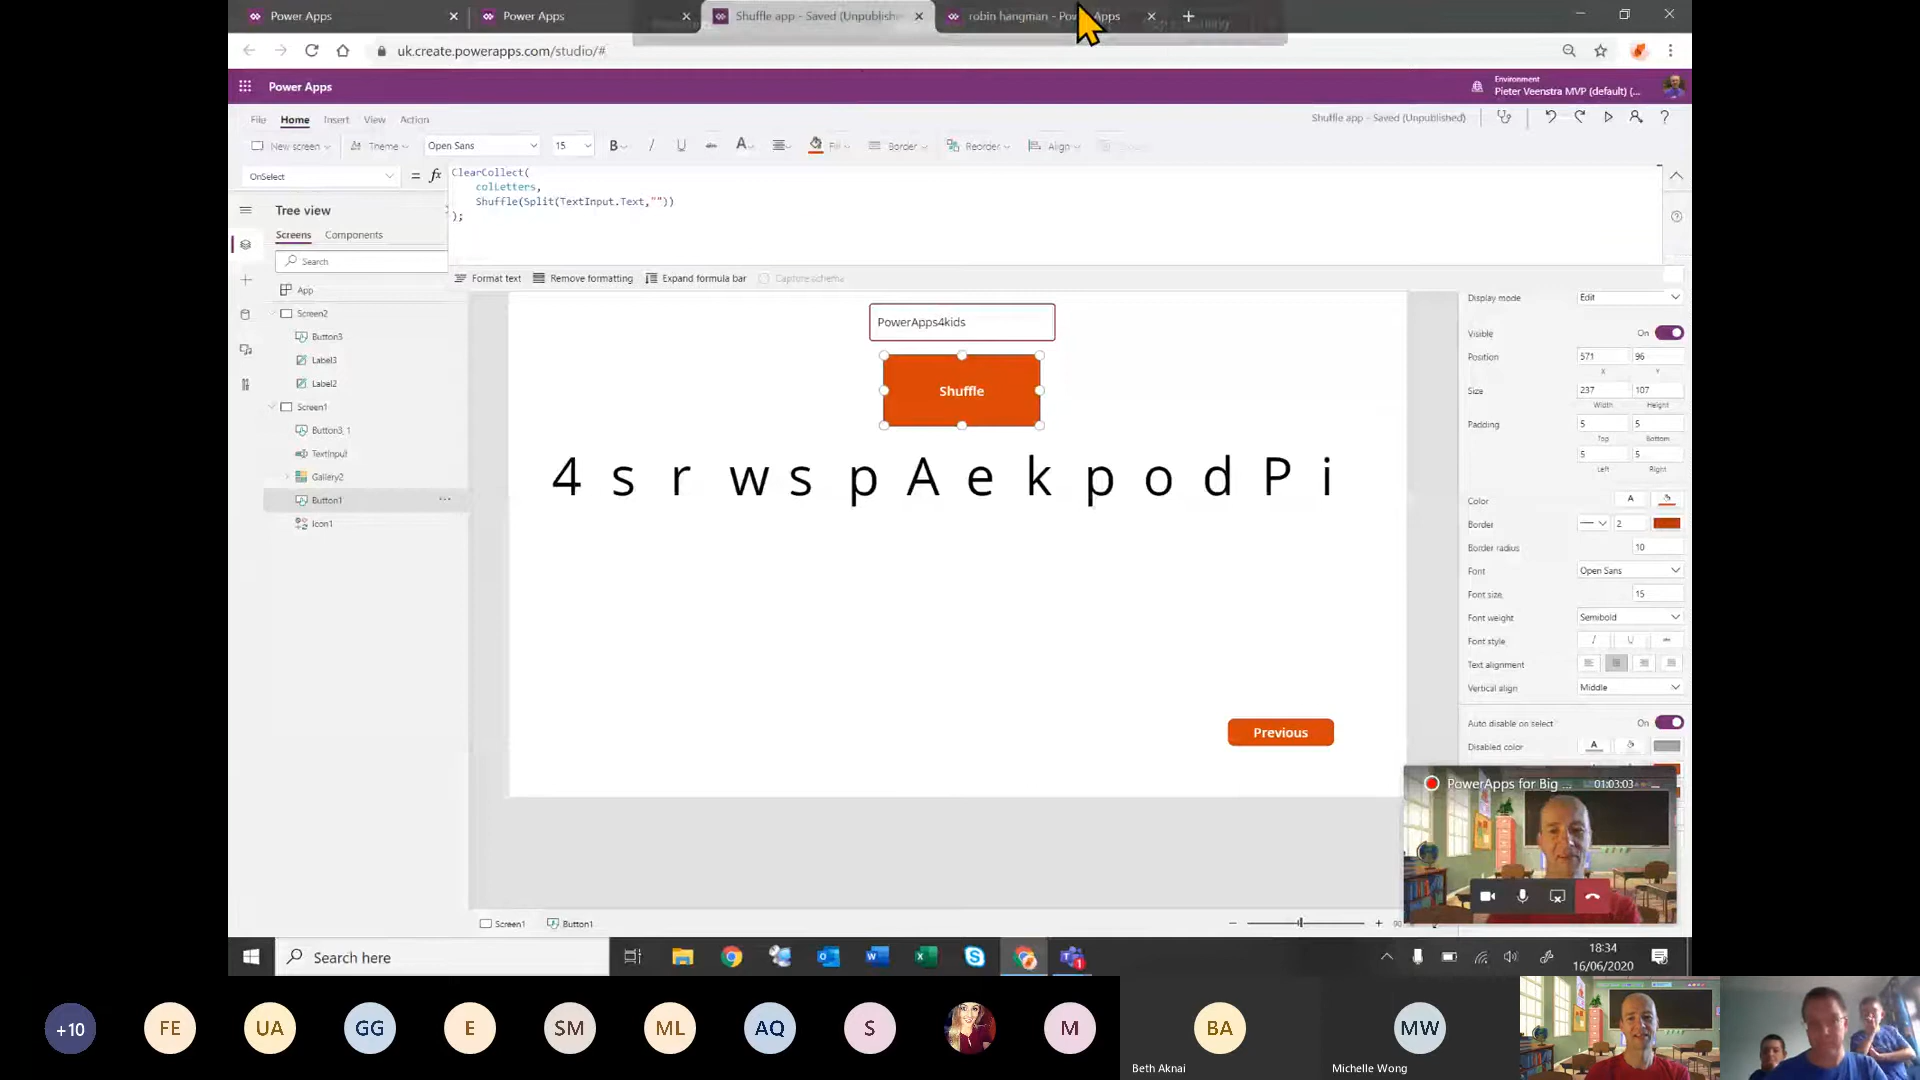 Power Apps
Power Apps
Shuffle app - Saved (Unpublishe
robin hangman - Power Apps
uk.create.powerapps.com/studio/#
Power Apps
Environment
Pieter Veenstra MVP (default) (...
File Home Insert View Action
Shuffle app - Saved (Unpublished)
New screen
Theme
Open Sans
15
B
Fill
Border
Reorder
Align
OnSelect
= fx
ClearCollect(
colLetters,
Shuffle(Split(TextInput.Text,""))
);
Tree view
Screens Components
Search
Format text
Remove formatting
Expand formula bar
Capture schema
App
Screen2
Button3
Label3
Label2
Screen1
Button3_1
TextInput
Gallery2
Button1
Icon1
PowerApps4kids
Shuffle
4 s r w s p A e k p o d P i
Previous
Display mode Edit
Visible On
Position 571 96
X Y
Size 237 107
Width Height
Padding 5 5
Top Bottom
5 5
Left Right
Color
Border 2
Border radius 10
Font Open Sans
Font size 15
Font weight Semibold
Font style
Text alignment
Vertical align Middle
Auto disable on select On
Disabled color
PowerApps for Big ... 01:03:03
Screen1 Button1
Search here
18:34
16/06/2020
+10 FE UA GG E SM ML AQ S M BA MW
Beth Aknai
Michelle Wong